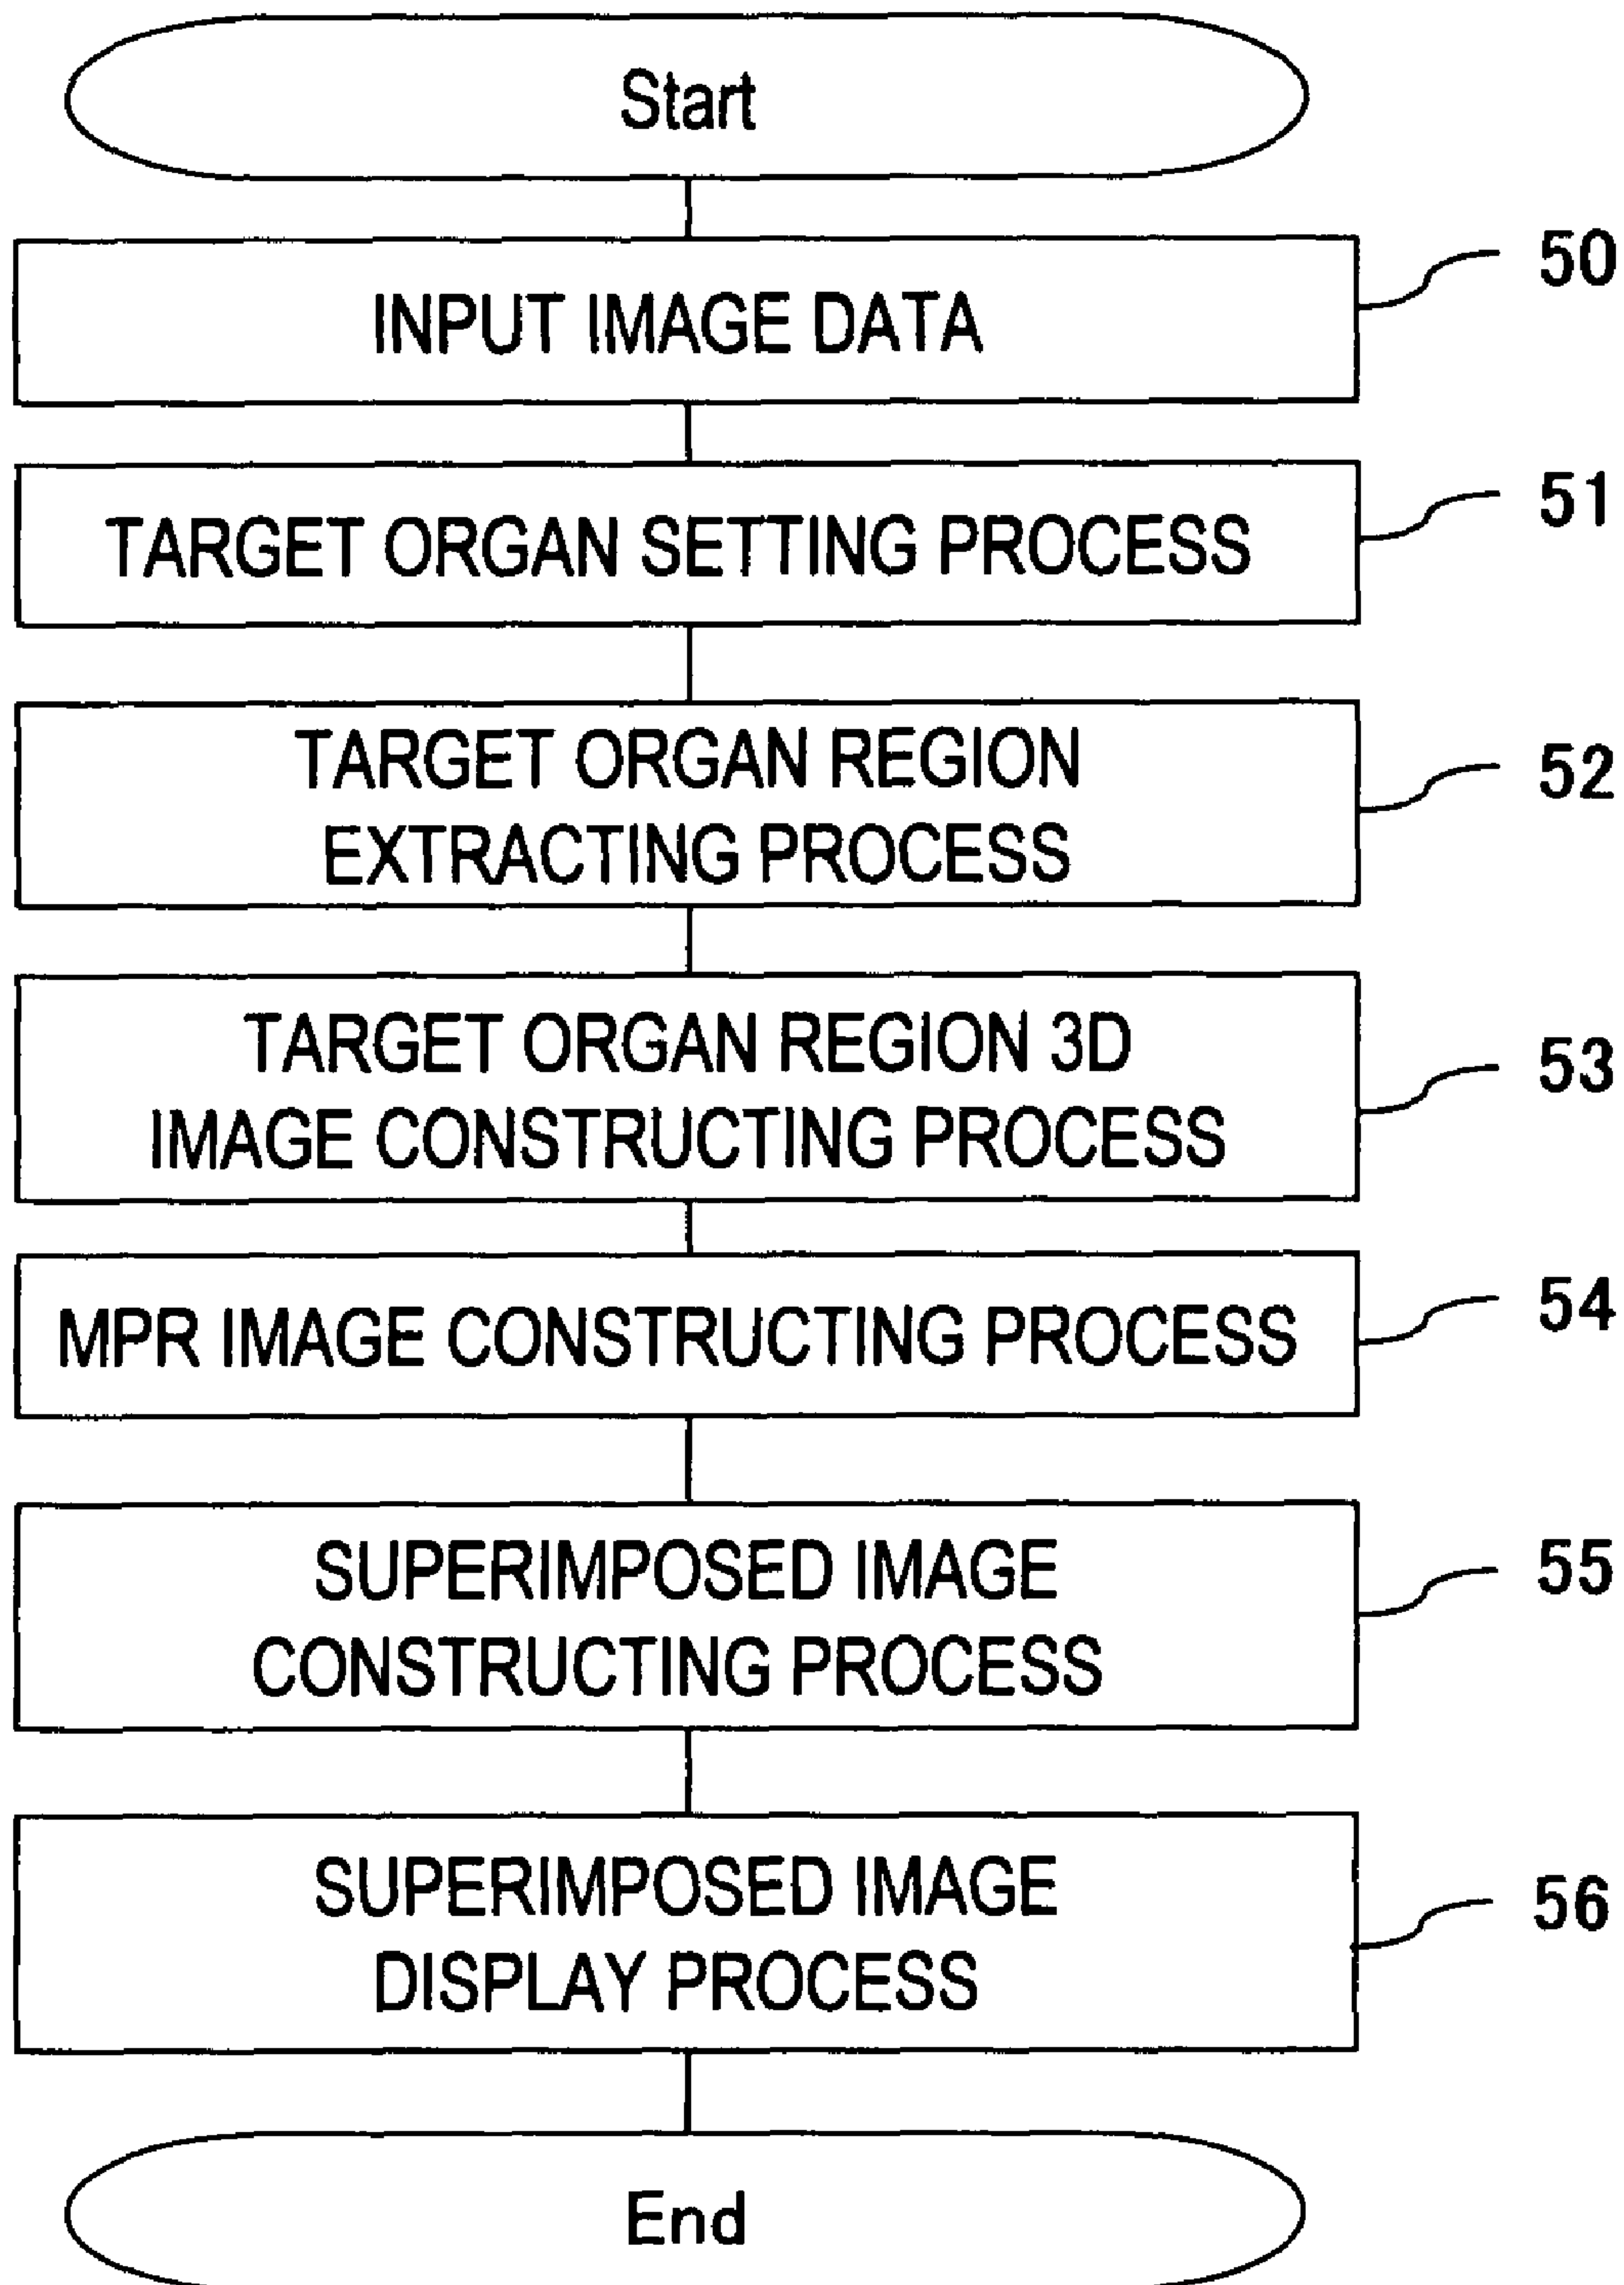 Start
INPUT IMAGE DATA
50
TARGET ORGAN SETTING PROCESS
51
TARGET ORGAN REGION
EXTRACTING PROCESS
52
TARGET ORGAN REGION 3D
IMAGE CONSTRUCTING PROCESS
53
MPR IMAGE CONSTRUCTING PROCESS
54
SUPERIMPOSED IMAGE
CONSTRUCTING PROCESS
55
SUPERIMPOSED IMAGE
DISPLAY PROCESS
56
End